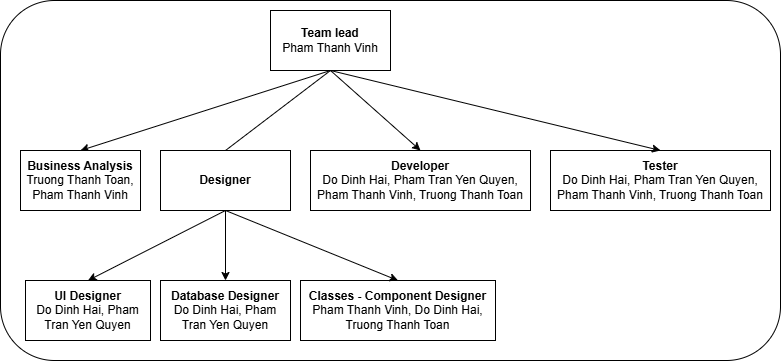 Team lead
Pham Thanh Vinh
Business Analysis
Truong Thanh Toan,
Pham Thanh Vinh
Designer
Developer
Do Dinh Hai, Pham Tran Yen Quyen,
Pham Thanh Vinh, Truong Thanh Toan
Tester
Do Dinh Hai, Pham Tran Yen Quyen,
Pham Thanh Vinh, Truong Thanh Toan
UI Designer
Do Dinh Hai, Pham
Tran Yen Quyen
Database Designer
Do Dinh Hai, Pham
Tran Yen Quyen
Classes - Component Designer
Pham Thanh Vinh, Do Dinh Hai,
Truong Thanh Toan